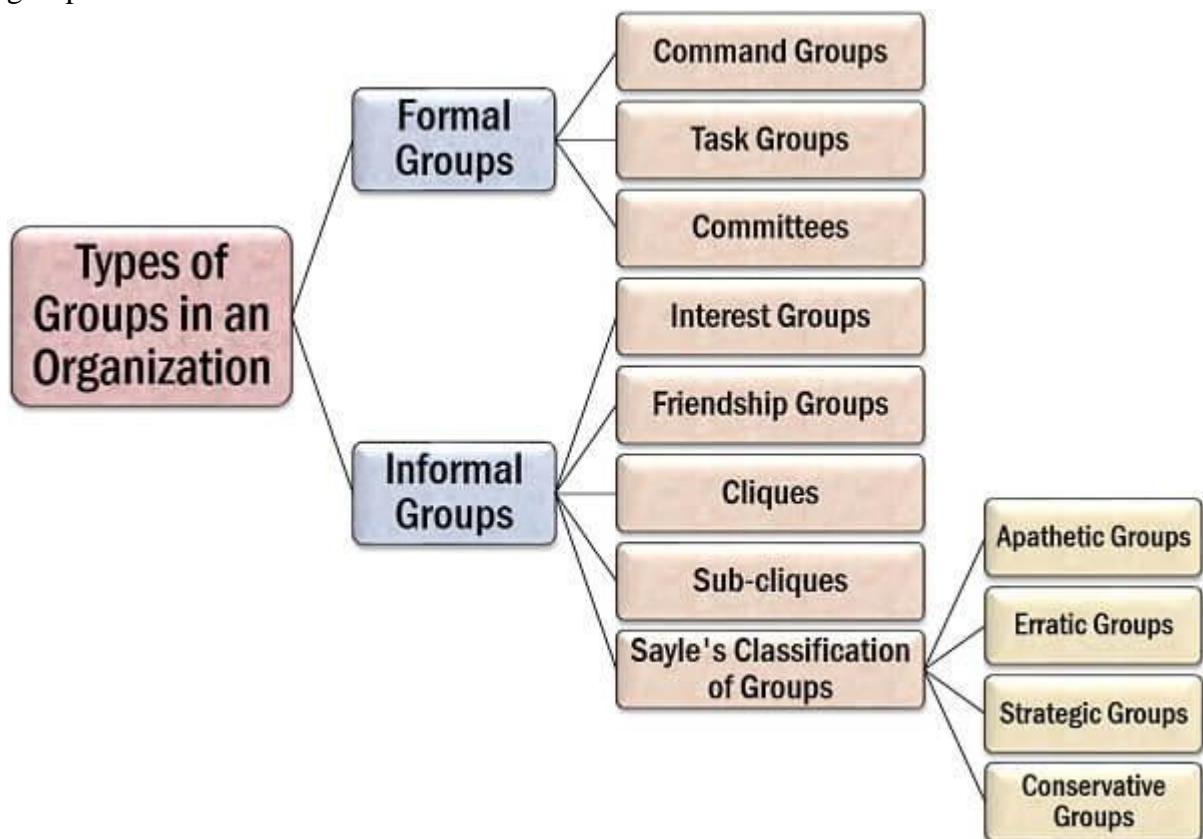 Types of
Groups in an
Organization
Formal
Groups
Command Groups
Task Groups
Committees
Informal
Groups
Interest Groups
Friendship Groups
Cliques
Sub-cliques
Sayle's Classification
of Groups
Apathetic Groups
Erratic Groups
Strategic Groups
Conservative
Groups